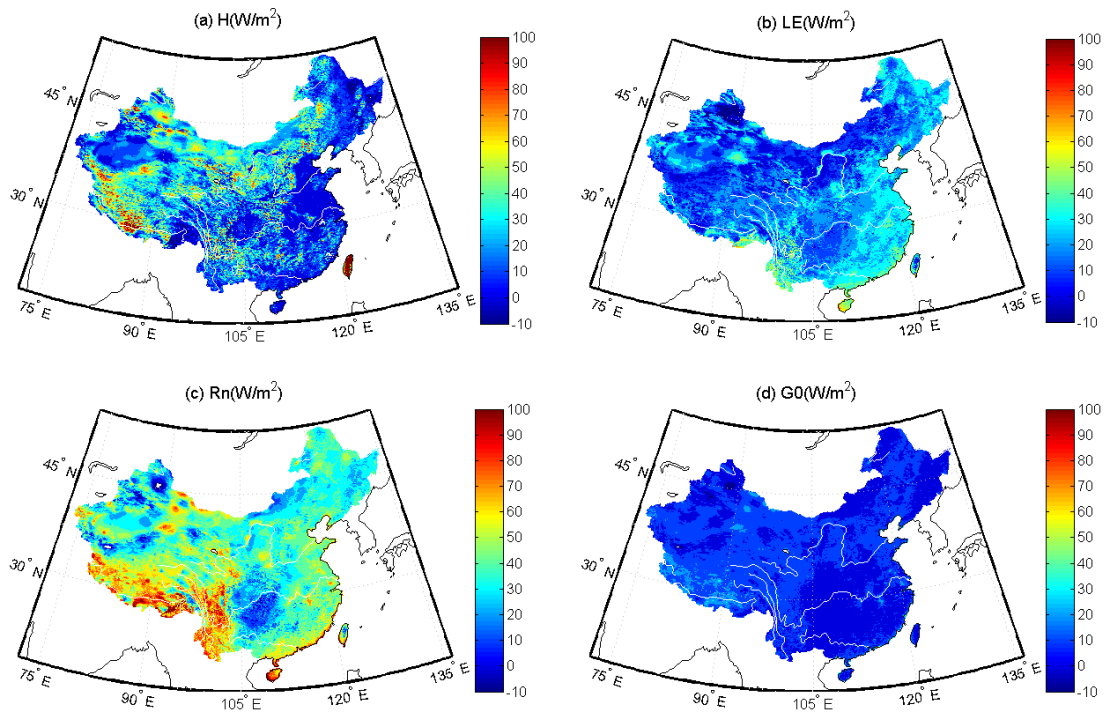 (a) H(W/m²)
100
90
80
70
60
50
40
30
20
10
0
-10
45° N
30° N
75° E
90° E
105° E
120° E
135° E
(b) LE(W/m²)
100
90
80
70
60
50
40
30
20
10
0
-10
45° N
30° N
75° E
90° E
105° E
120° E
135° E
(c) Rn(W/m²)
100
90
80
70
60
50
40
30
20
10
0
-10
45° N
30° N
75° E
90° E
105° E
120° E
135° E
(d) G0(W/m²)
100
90
80
70
60
50
40
30
20
10
0
-10
45° N
30° N
75° E
90° E
105° E
120° E
135° E